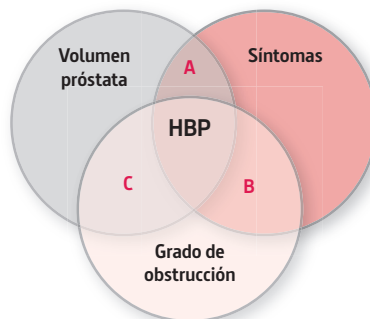 Volumen
próstata
A
Síntomas
HBP
C
B
Grado de
obstrucción